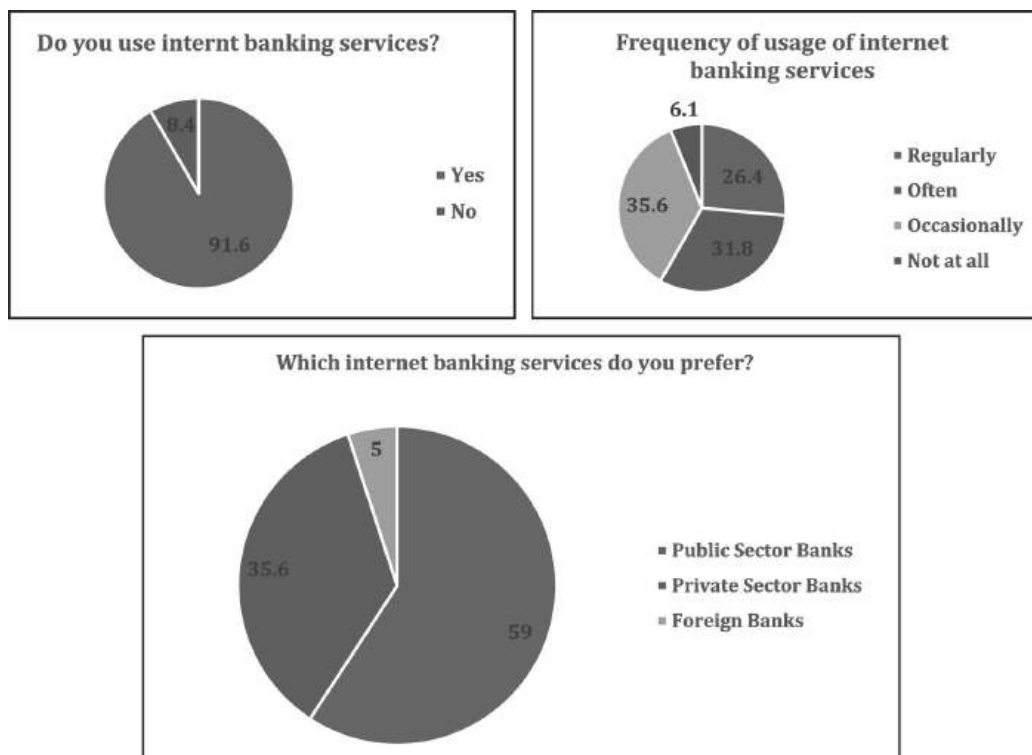 Do you use internt banking services?
8.4
91.6
Yes
No
Frequency of usage of internet
banking services
6.1
26.4
35.6
31.8
Regularly
Often
Occasionally
Not at all
Which internet banking services do you prefer?
5
35.6
59
Public Sector Banks
Private Sector Banks
Foreign Banks